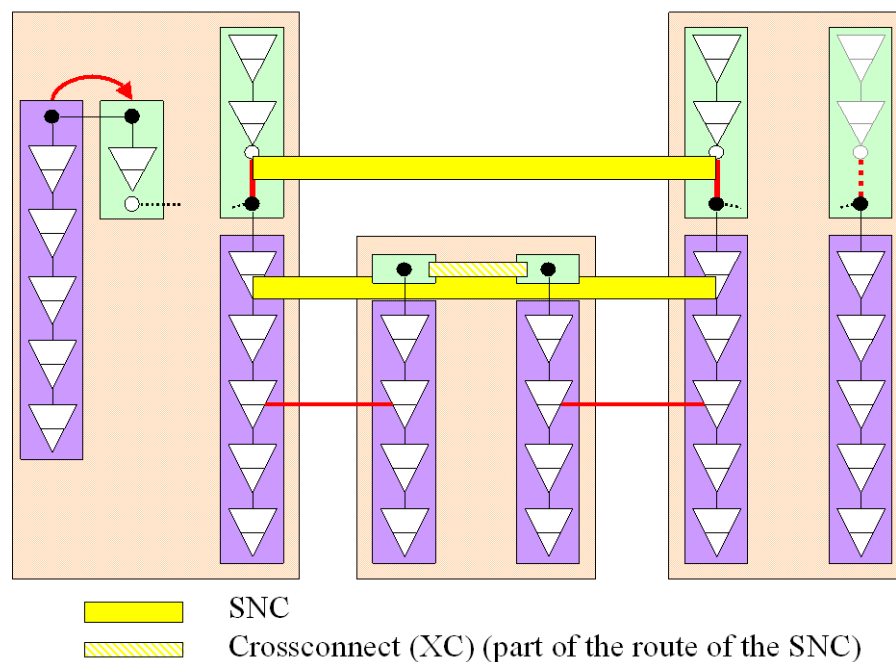 SNC
Crossconnect (XC) (part of the route of the SNC)